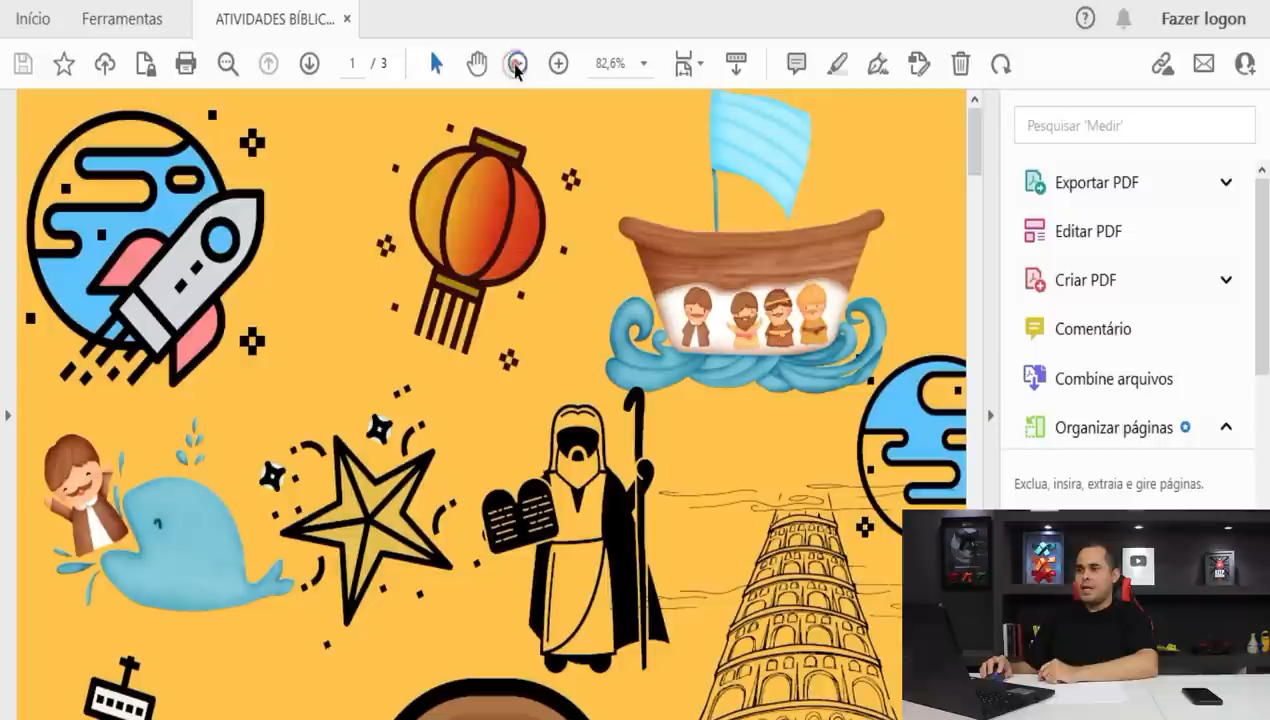 Início
Ferramentas
ATIVIDADES BÍBLIC...
×
Fazer logon
1 / 3
82,6%
Pesquisar 'Medir'
Exportar PDF
Editar PDF
Criar PDF
Comentário
Combine arquivos
Organizar páginas
Exclua, insira, extraia e gire páginas.